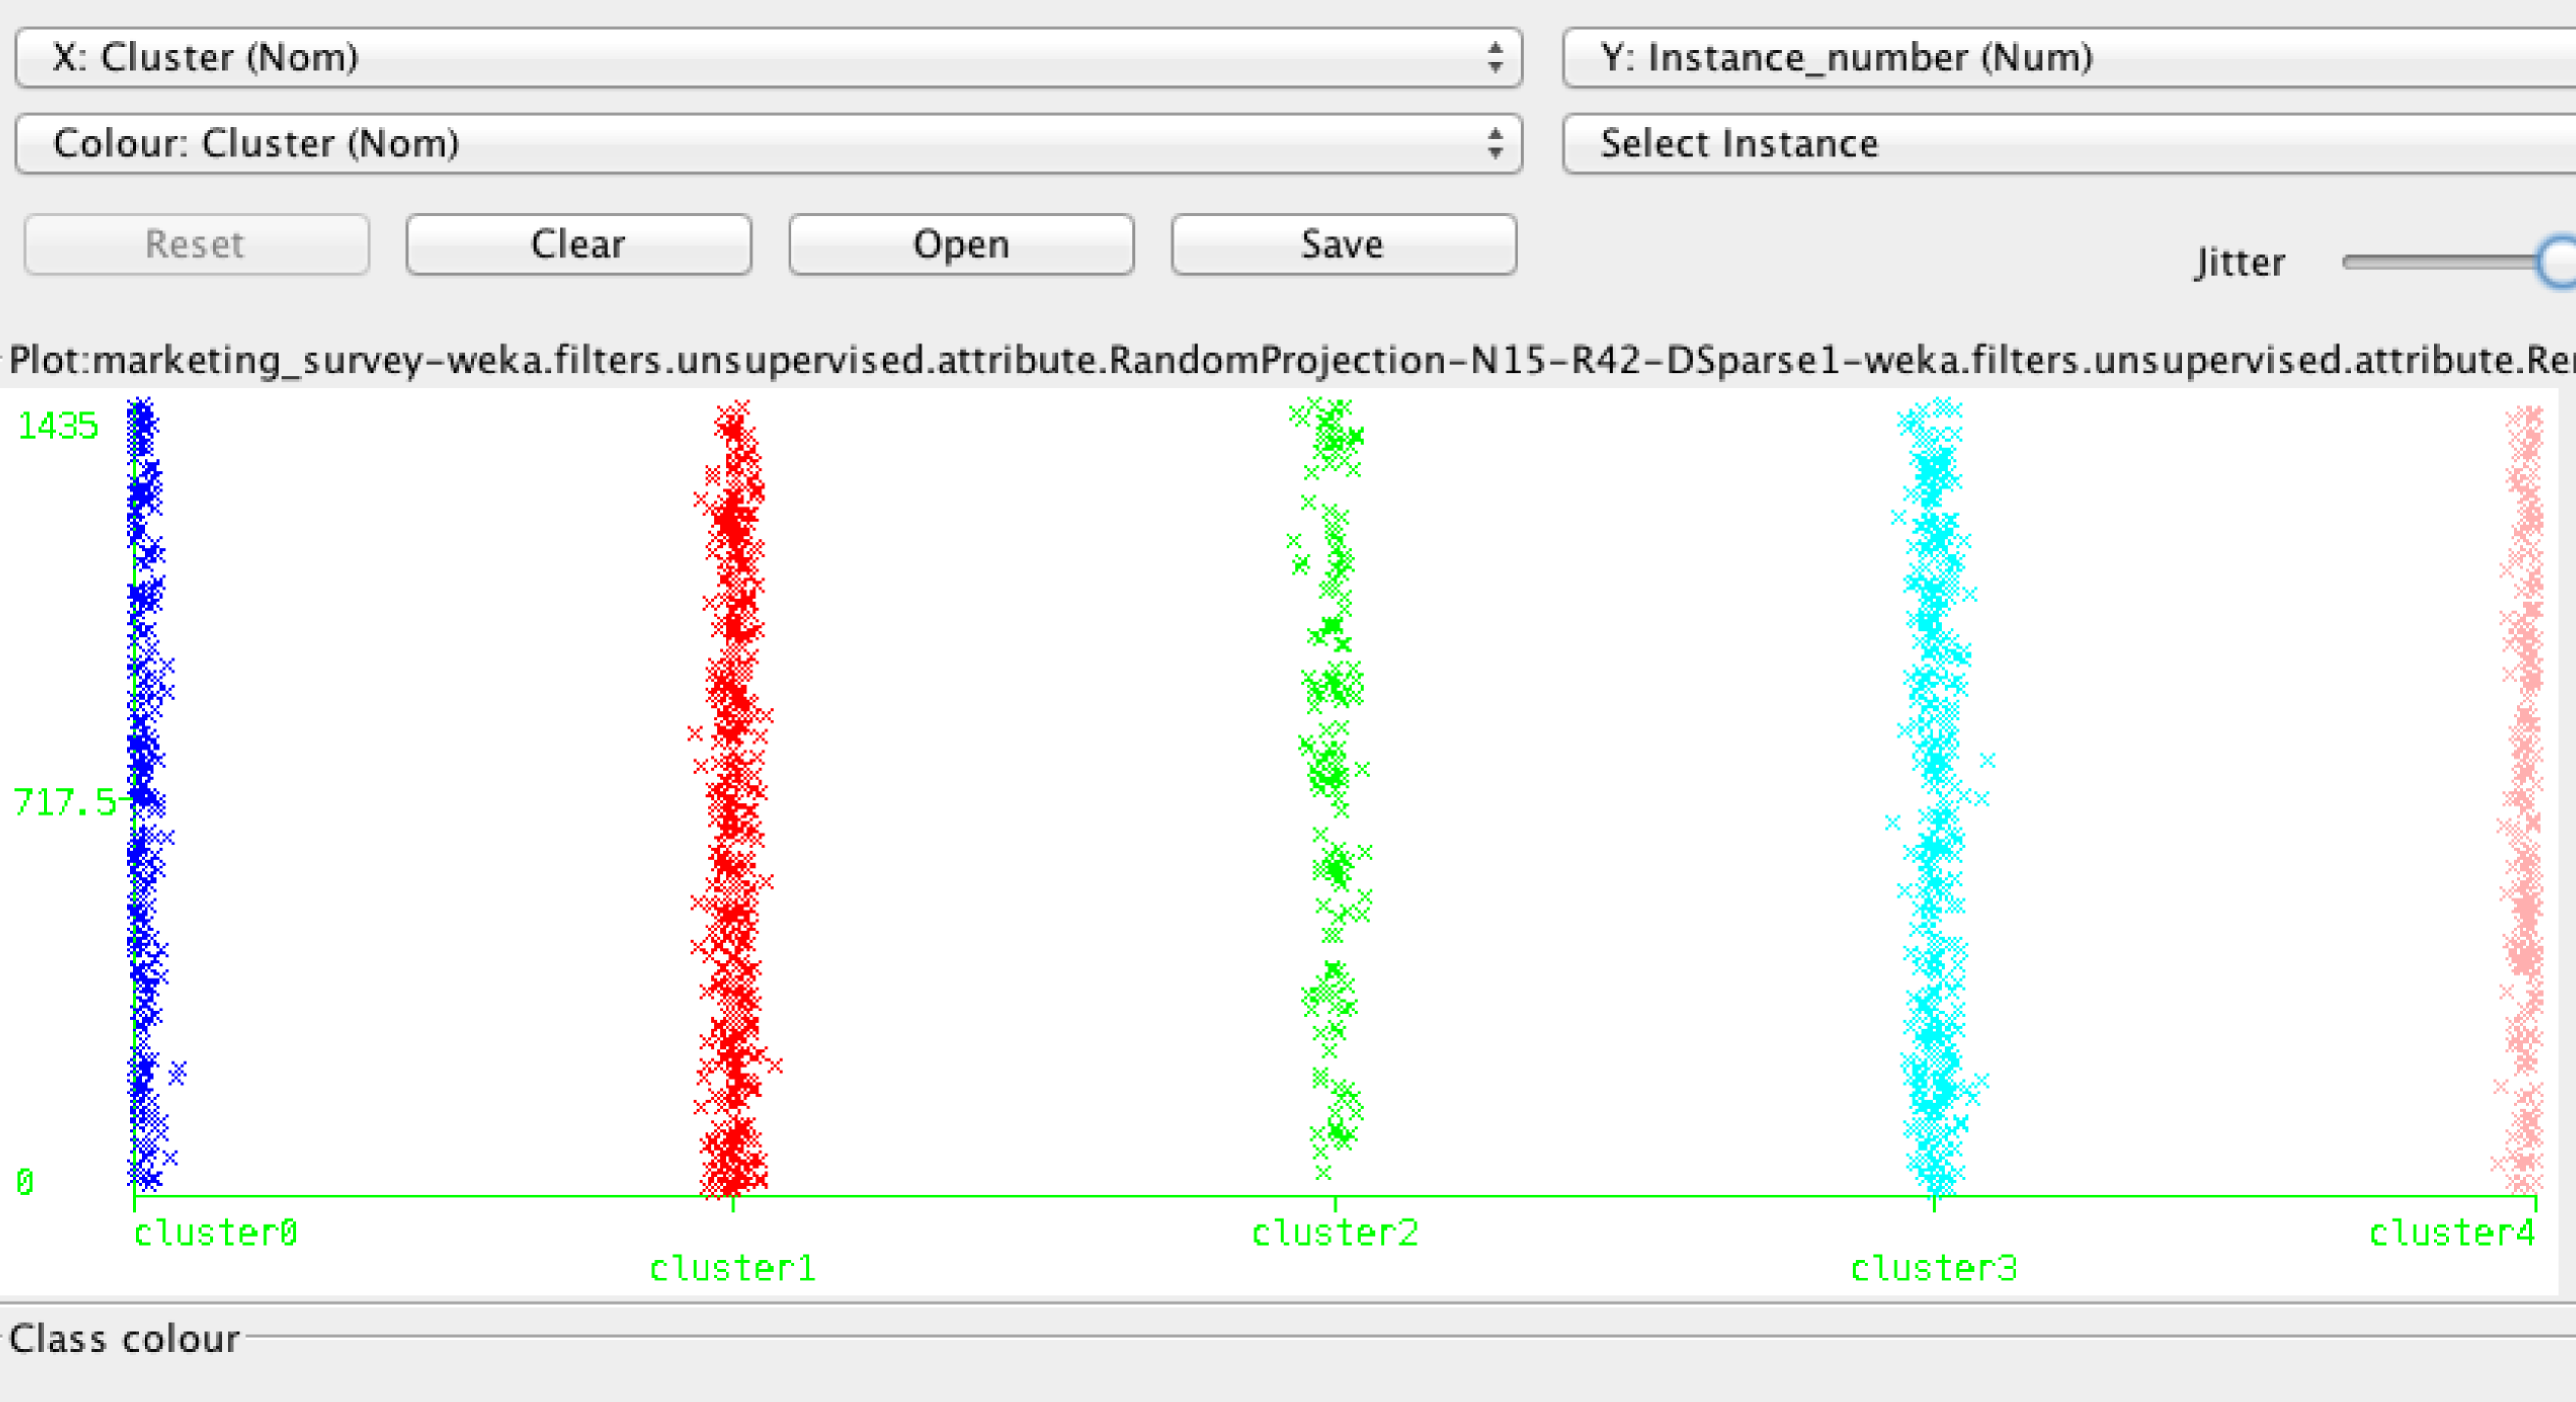 X: Cluster (Nom)
Y: Instance_number (Num)
Colour: Cluster (Nom)
Select Instance
Reset
Clear
Open
Save
Jitter
Plot:marketing_survey-weka.filters.unsupervised.attribute.RandomProjection-N15-R42-DSparse1-weka.filters.unsupervised.attribute.Re
1435
717.5
0
cluster0
cluster1
cluster2
cluster3
cluster4
Class colour